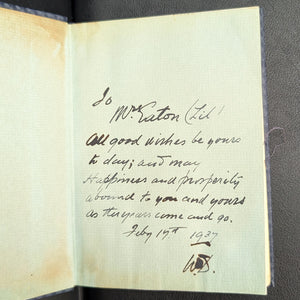 To
Mrs Eaton (Lil)
All good wishes be yours
to day; and may
Happiness and prosperity
abound to you and yours
as the years come and go.
Feby 17th 1937
W.D.